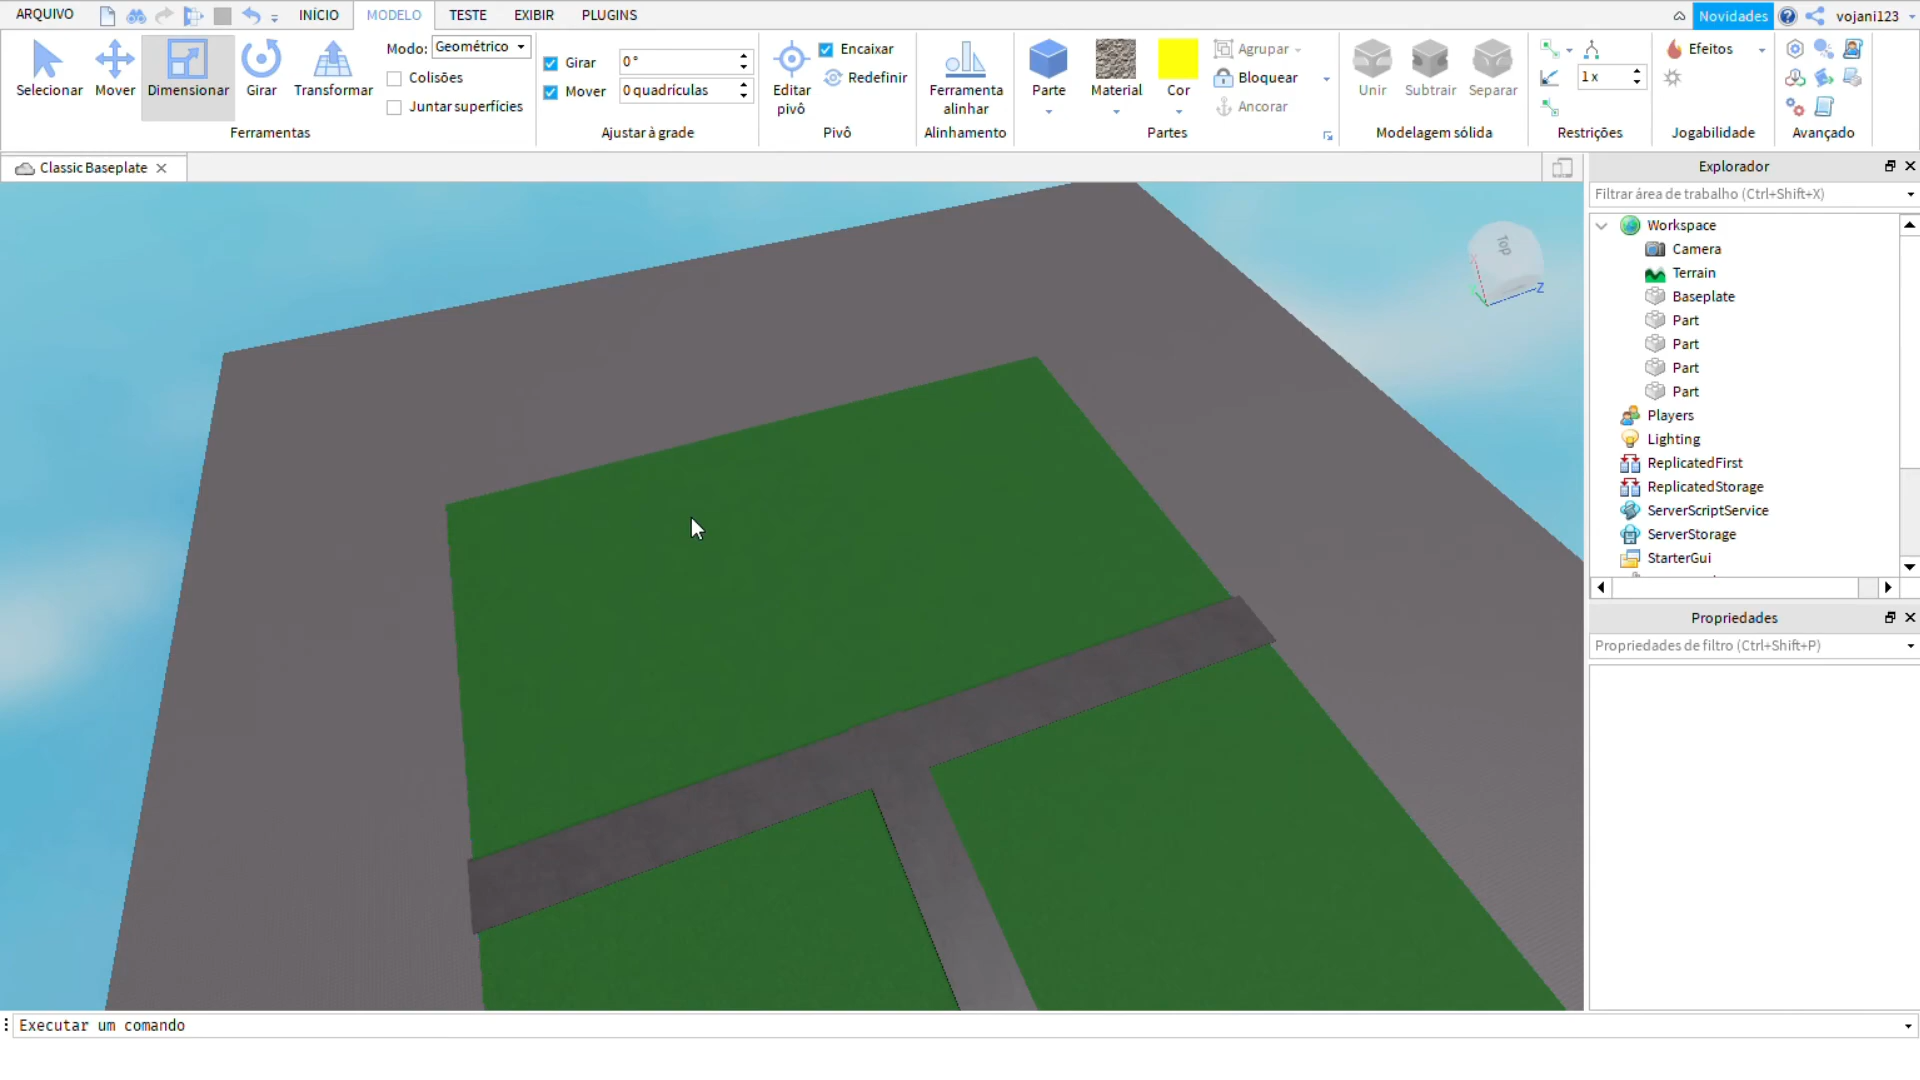 ARQUIVO INÍCIO MODELO TESTE EXIBIR PLUGINS Novidades vojani123
Selecionar Mover Dimensionar Girar Transformar
Modo: Geométrico
Colisões
Juntar superfícies
Ferramentas
Girar 0°
Mover 0 quadrículas
Ajustar à grade
Editar pivô
Encaixar
Redefinir
Pivô
Ferramenta alinhar
Alinhamento
Parte Material Cor
Agrupar
Bloquear
Ancorar
Partes
Unir Subtrair Separar
Modelagem sólida
1 x
Restrições
Efeitos
Jogabilidade
Avançado
Classic Baseplate
Top
Z
Explorador
Filtrar área de trabalho (Ctrl+Shift+X)
Workspace
Camera
Terrain
Baseplate
Part
Part
Part
Part
Players
Lighting
ReplicatedFirst
ReplicatedStorage
ServerScriptService
ServerStorage
StarterGui
Propriedades
Propriedades de filtro (Ctrl+Shift+P)
Executar um comando